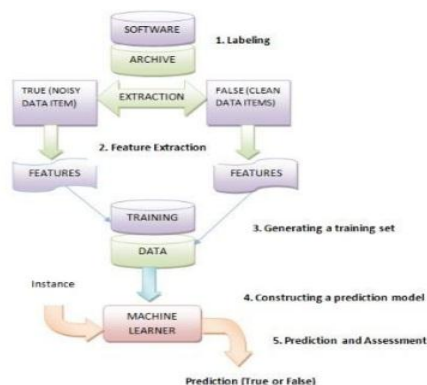 SOFTWARE
1. Labeling
ARCHIVE
TRUE (NOISY
DATA ITEM)
EXTRACTION
FALSE (CLEAN
DATA ITEMS)
2. Feature Extraction
FEATURES
FEATURES
TRAINING
3. Generating a training set
DATA
Instance
4. Constructing a prediction model
MACHINE
LEARNER
5. Prediction and Assessment
Prediction (True or False)